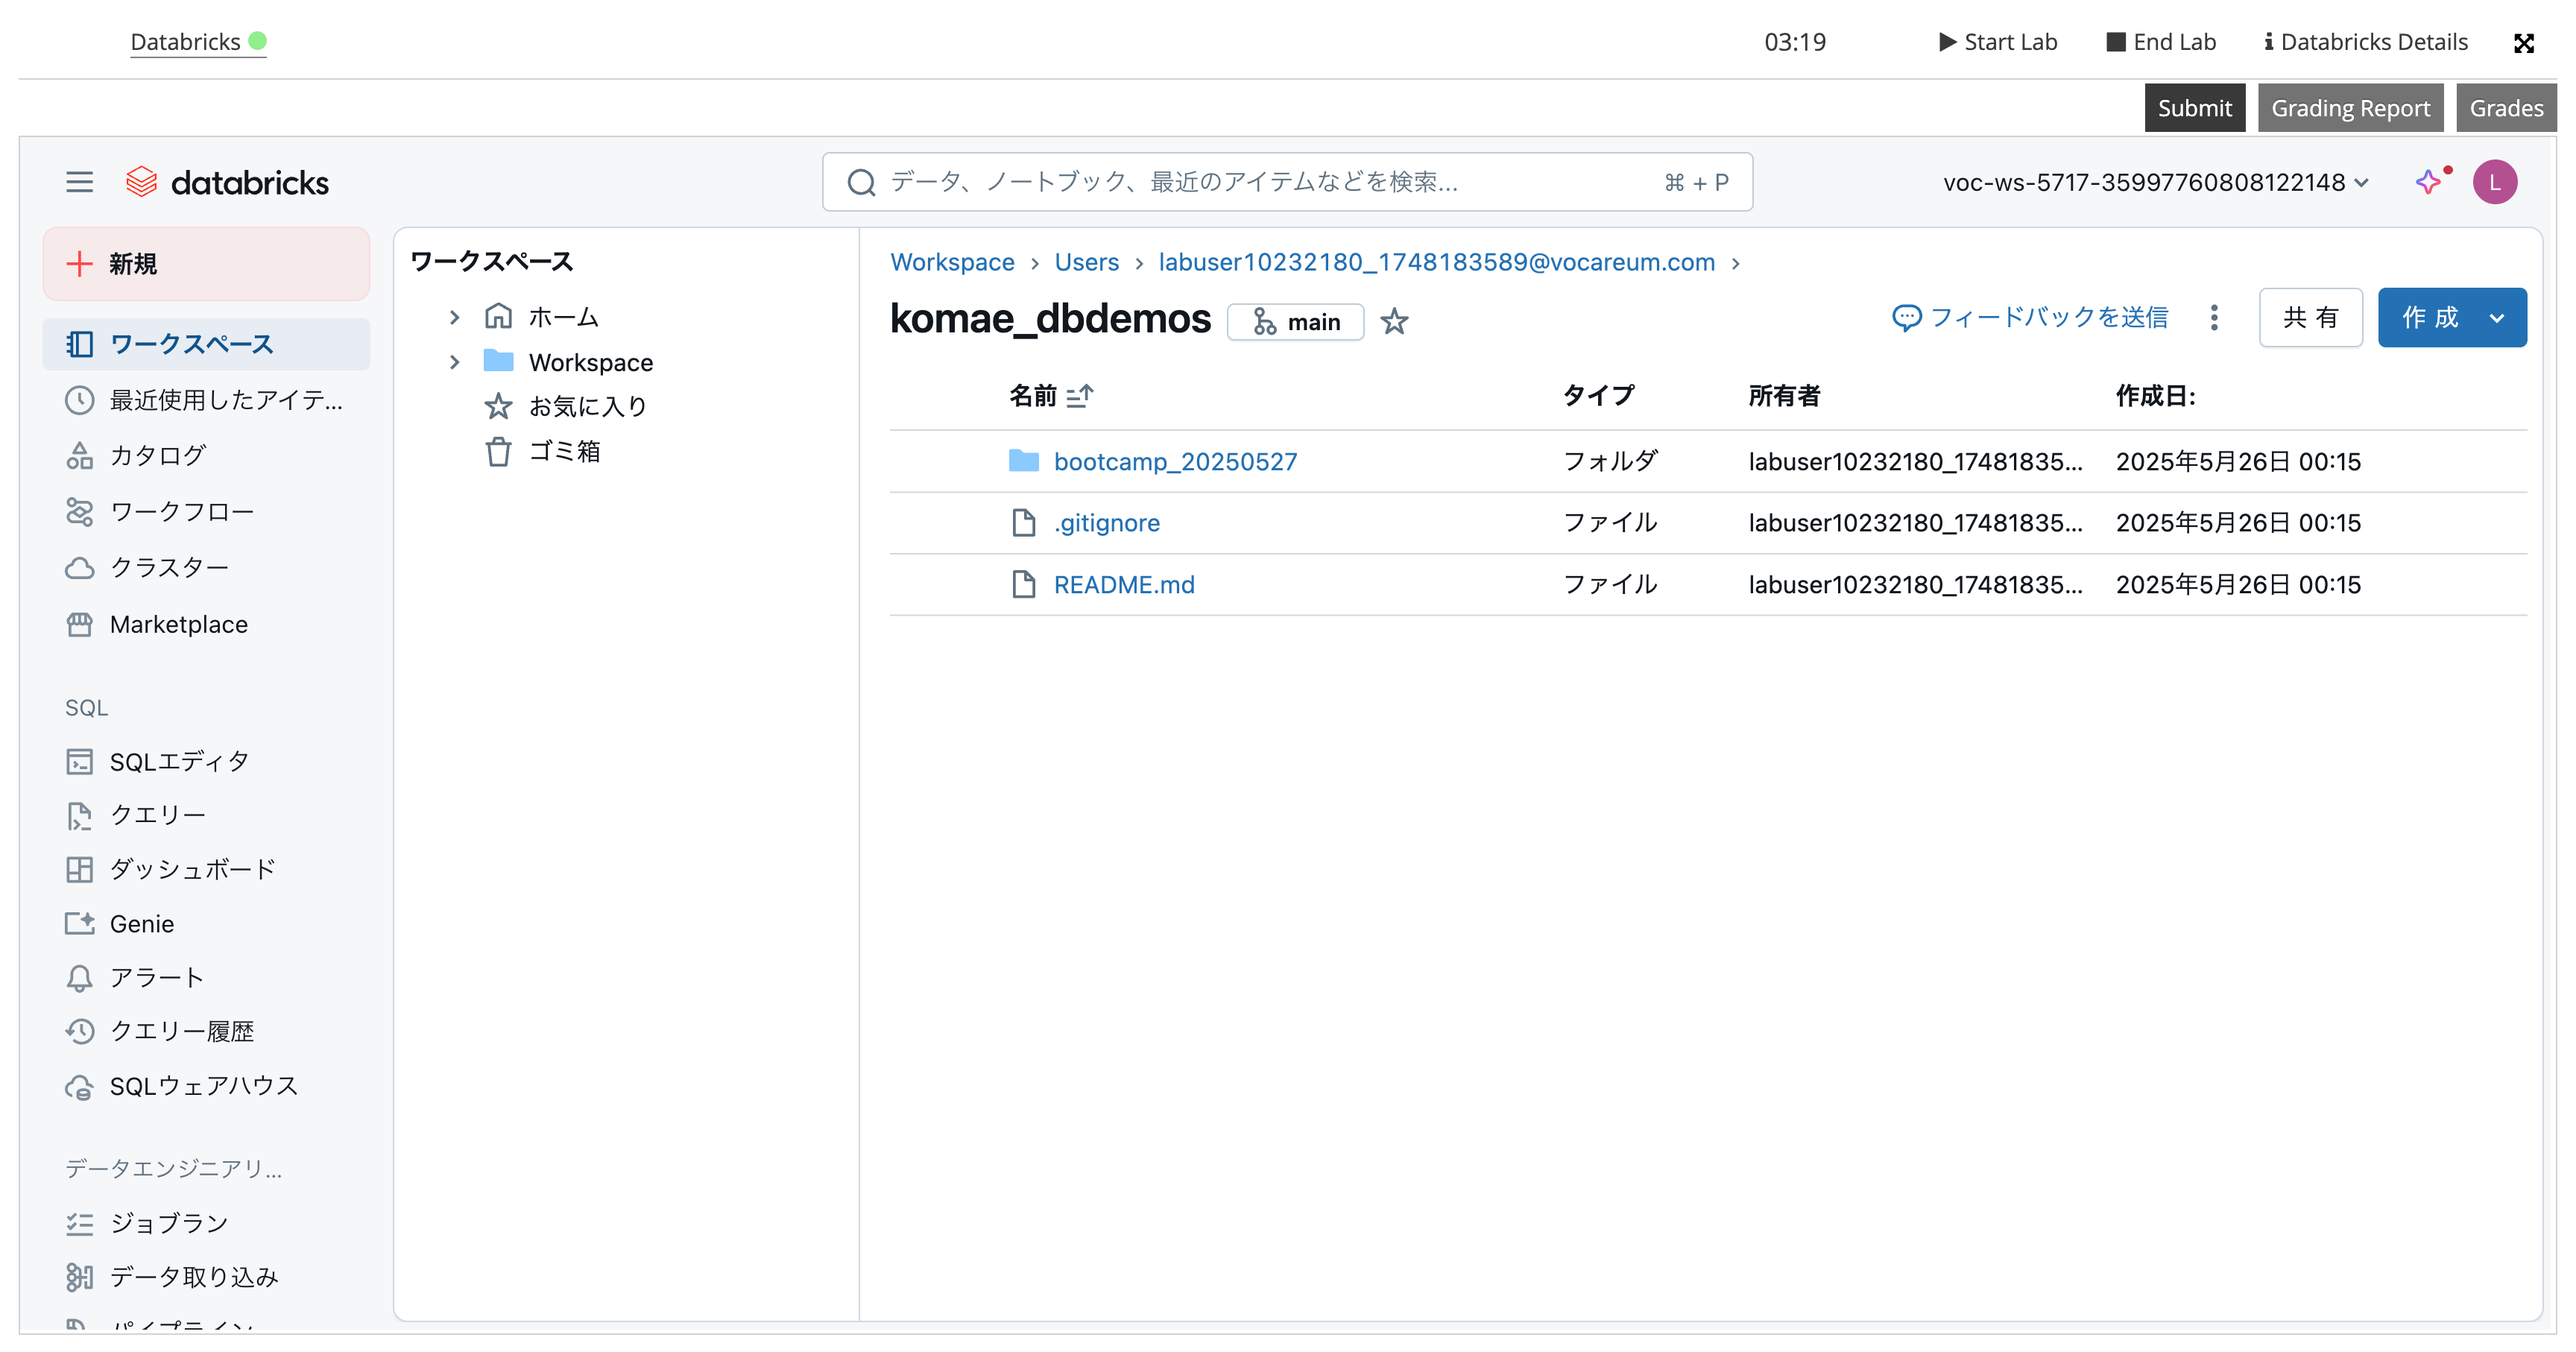 Databricks
03:19
Start Lab
End Lab
Databricks Details
Submit
Grading Report
Grades
databricks
データ、ノートブック、最近のアイテムなどを検索...
⌘ + P
voc-ws-5717-35997760808122148
L
新規
ワークスペース
最近使用したアイテ...
カタログ
ワークフロー
クラスター
Marketplace
SQL
SQLエディタ
クエリー
ダッシュボード
Genie
アラート
クエリー履歴
SQLウェアハウス
データエンジニアリ...
ジョブラン
データ取り込み
パイプライン
ワークスペース
ホーム
Workspace
お気に入り
ゴミ箱
Workspace › Users › labuser10232180_1748183589@vocareum.com ›
komae_dbdemos
main
フィードバックを送信
共有
作成
名前 タイプ 所有者 作成日:
bootcamp_20250527 フォルダ labuser10232180_17481835... 2025年5月26日 00:15
.gitignore ファイル labuser10232180_17481835... 2025年5月26日 00:15
README.md ファイル labuser10232180_17481835... 2025年5月26日 00:15